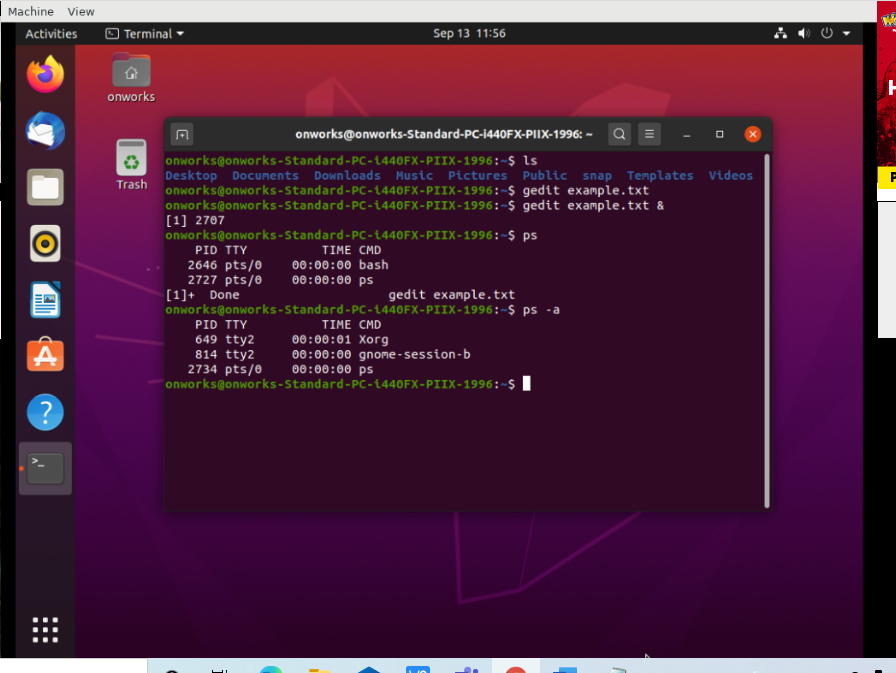 Machine View
Activities Terminal Sep 13 11:56
onworks
Trash
onworks@onworks-Standard-PC-i440FX-PIIX-1996: ~
onworks@onworks-Standard-PC-i440FX-PIIX-1996:~$ ls
Desktop Documents Downloads Music Pictures Public snap Templates Videos
onworks@onworks-Standard-PC-i440FX-PIIX-1996:~$ gedit example.txt
onworks@onworks-Standard-PC-i440FX-PIIX-1996:~$ gedit example.txt &
[1] 2707
onworks@onworks-Standard-PC-i440FX-PIIX-1996:~$ ps
PID TTY TIME CMD
2646 pts/0 00:00:00 bash
2727 pts/0 00:00:00 ps
[1]+ Done gedit example.txt
onworks@onworks-Standard-PC-i440FX-PIIX-1996:~$ ps -a
PID TTY TIME CMD
649 tty2 00:00:01 Xorg
814 tty2 00:00:00 gnome-session-b
2734 pts/0 00:00:00 ps
onworks@onworks-Standard-PC-i440FX-PIIX-1996:~$